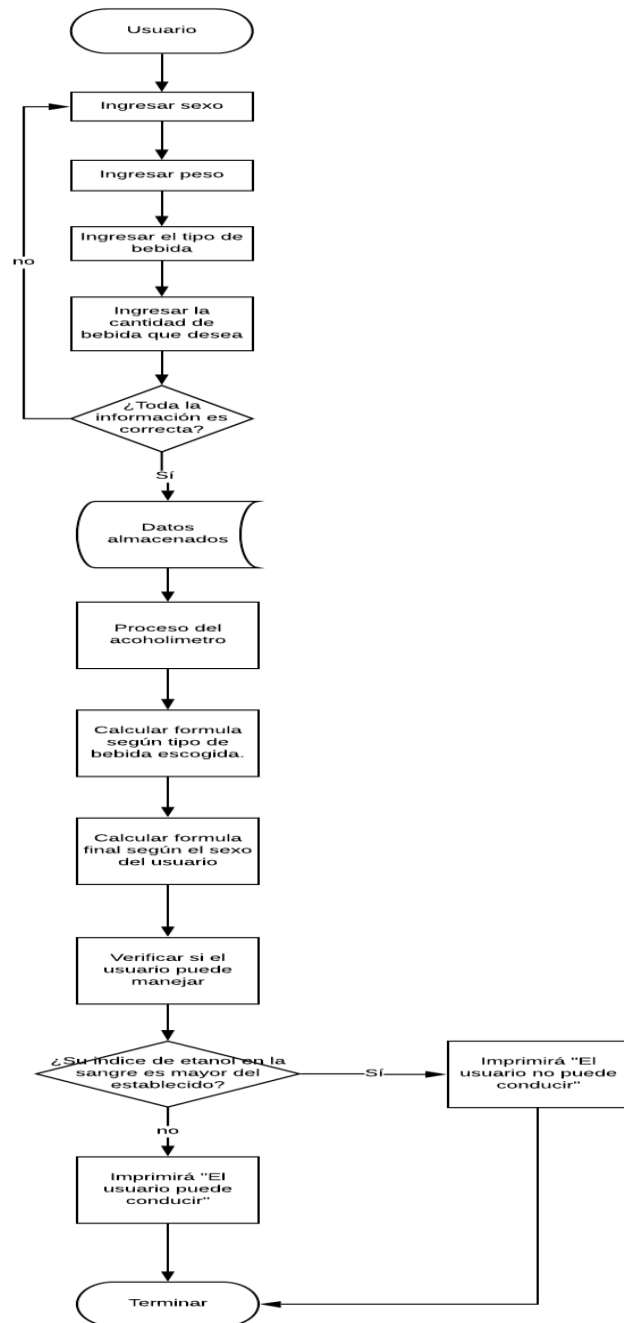 Usuario
Ingresar sexo
Ingresar peso
Ingresar el tipo de
bebida
no
Ingresar la
cantidad de
bebida que desea
¿Toda la
información es
correcta?
Sí
Datos
almacenados
Proceso del
acoholimetro
Calcular formula
según tipo de
bebida escogida.
Calcular formula
final según el sexo
del usuario
Verificar si el
usuario puede
manejar
¿Su índice de etanol en la
sangre es mayor del
establecido?
Sí
Imprimirá "El
usuario no puede
conducir"
no
Imprimirá "El
usuario puede
conducir"
Terminar